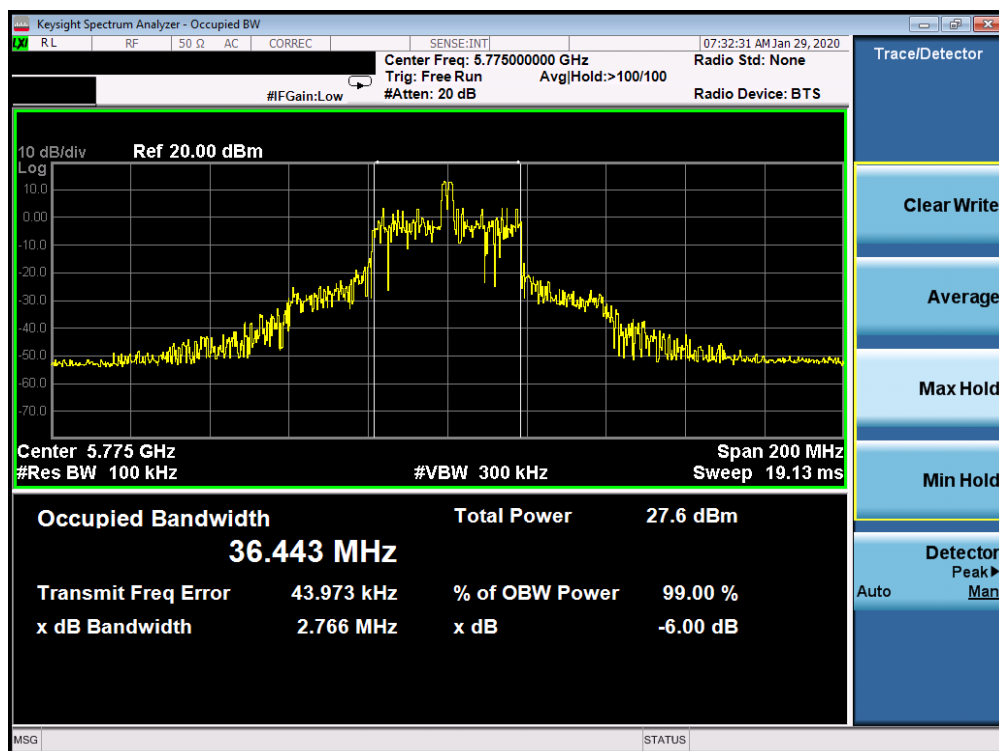 Keysight Spectrum Analyzer - Occupied BW
LXI RL RF 50 Ω AC CORREC SENSE:INT 07:32:31 AM Jan 29, 2020
Center Freq: 5.775000000 GHz Radio Std: None
Trig: Free Run Avg|Hold:>100/100
#IFGain:Low #Atten: 20 dB Radio Device: BTS
Trace/Detector
10 dB/div Ref 20.00 dBm
Log
10.0
0.00
-10.0
-20.0
-30.0
-40.0
-50.0
-60.0
-70.0
Center 5.775 GHz Span 200 MHz
#Res BW 100 kHz #VBW 300 kHz Sweep 19.13 ms
Occupied Bandwidth Total Power 27.6 dBm
36.443 MHz
Transmit Freq Error 43.973 kHz % of OBW Power 99.00 %
x dB Bandwidth 2.766 MHz x dB -6.00 dB
Clear Write
Average
Max Hold
Min Hold
Detector
Peak▶
Auto Man
MSG STATUS